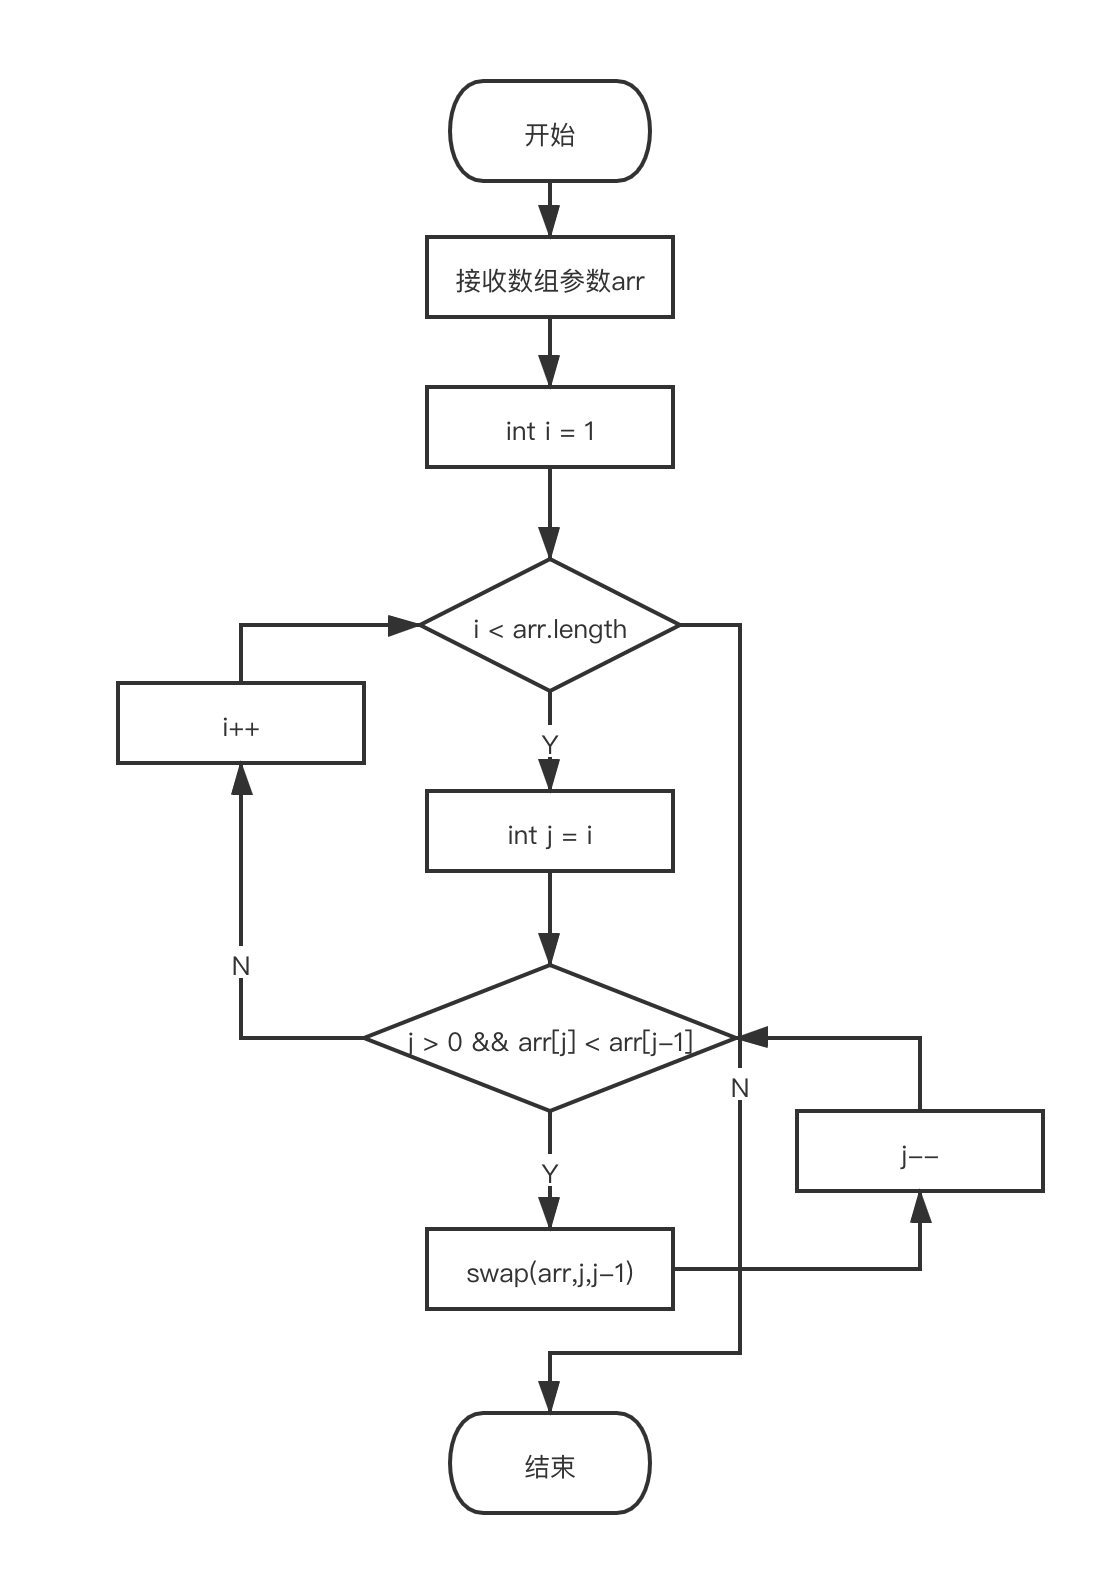 开始
接收数组参数arr
int i = 1
i < arr.length
i++
Y
int j = i
N
j > 0 && arr[j] < arr[j-1]
N
j--
Y
swap(arr,j,j-1)
结束